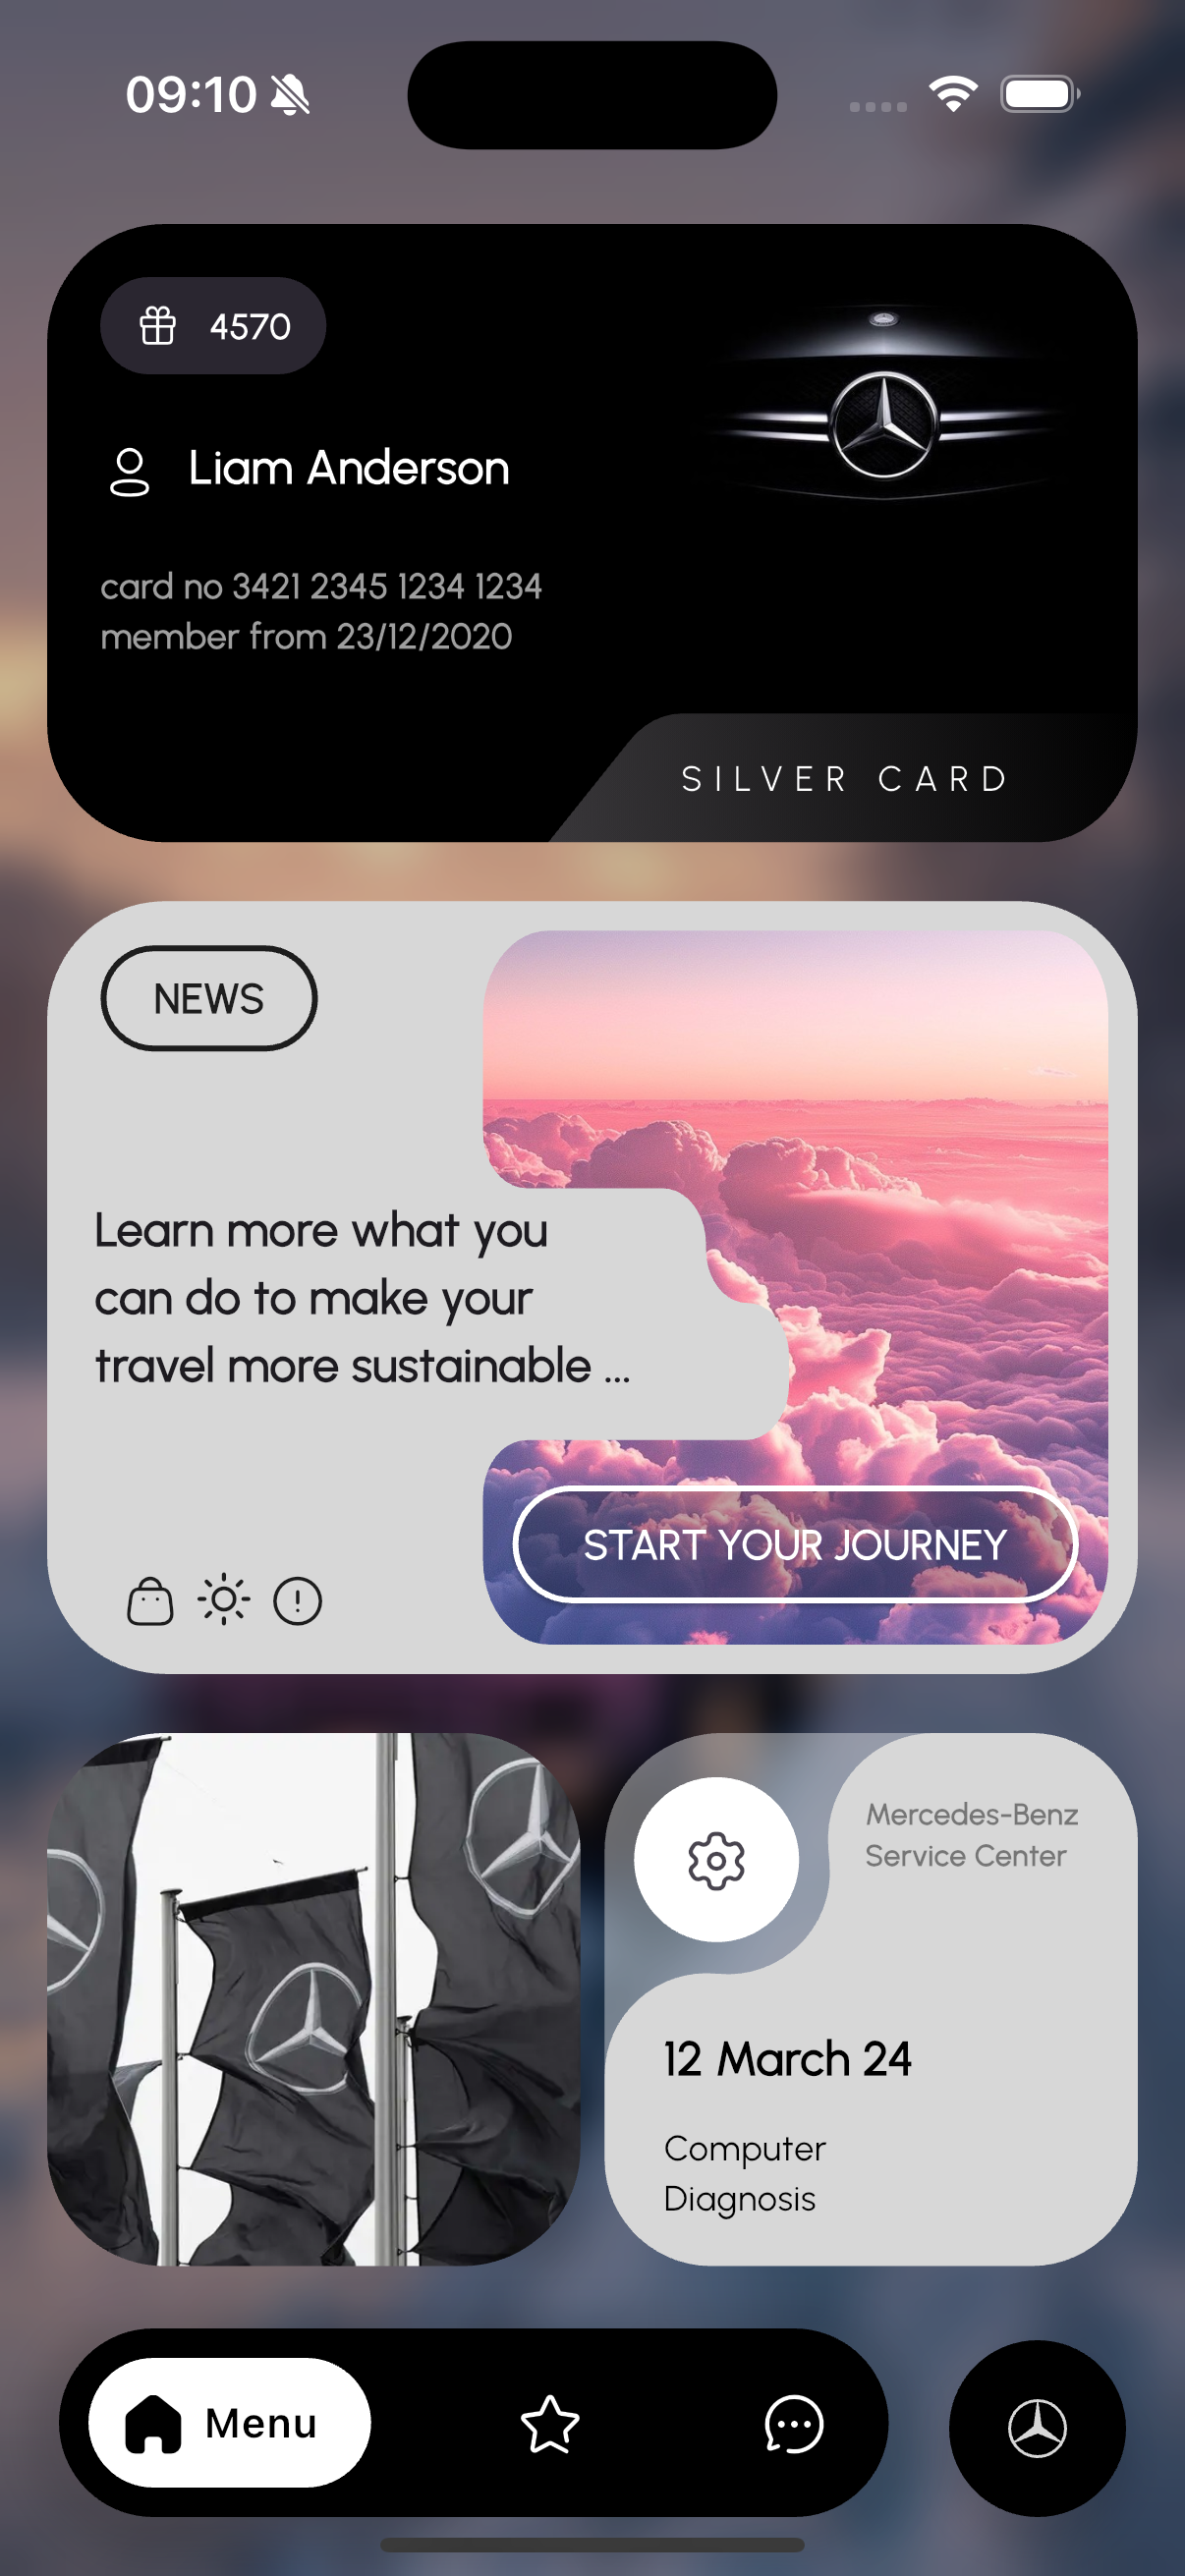 09:10
4570
Liam Anderson
card no 3421 2345 1234 1234
member from 23/12/2020
SILVER CARD
NEWS
Learn more what you
can do to make your
travel more sustainable ...
START YOUR JOURNEY
Mercedes-Benz
Service Center
12 March 24
Computer
Diagnosis
Menu